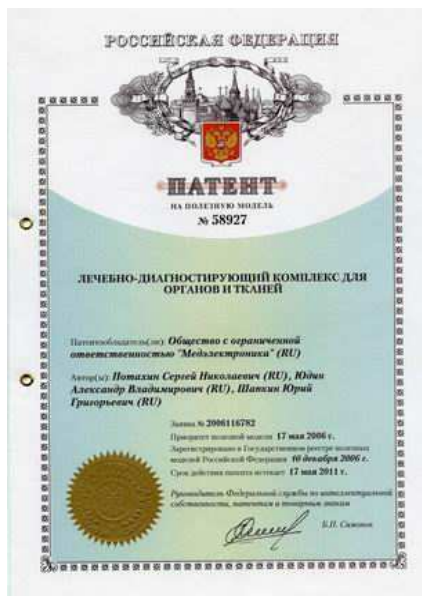 РОССИЙСКАЯ ФЕДЕРАЦИЯ
ПАТЕНТ
НА ПОЛЕЗНУЮ МОДЕЛЬ
№ 58927
ЛЕЧЕБНО-ДИАГНОСТИРУЮЩИЙ КОМПЛЕКС ДЛЯ
ОРГАНОВ И ТКАНЕЙ
Патентообладатель(ли): Общество с ограниченной
ответственностью "Медэлектроника" (RU)
Автор(ы): Потахин Сергей Николаевич (RU), Юдин
Александр Владимирович (RU), Шапкин Юрий
Григорьевич (RU)
Заявка № 2006116782
Приоритет полезной модели 17 мая 2006 г.
Зарегистрировано в Государственном реестре полезных
моделей Российской Федерации 10 декабря 2006 г.
Срок действия патента истекает 17 мая 2011 г.
Руководитель Федеральной службы по интеллектуальной
собственности, патентам и товарным знакам
Б.П. Симонов